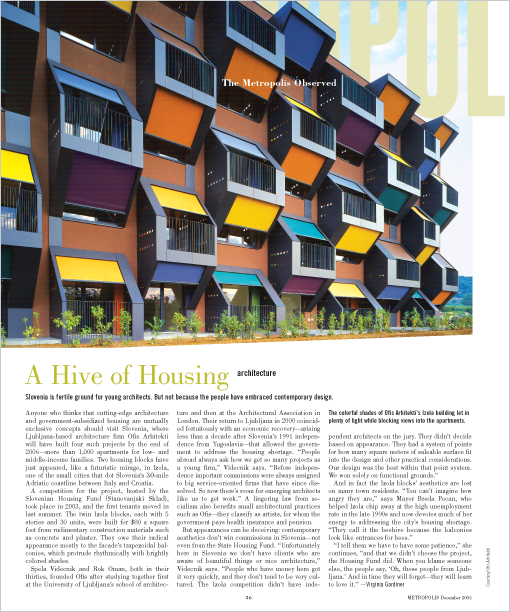 POL
The Metropolis Observed
A Hive of Housing
architecture
Slovenia is fertile ground for young architects. But not because the people have embraced contemporary design.
Anyone who thinks that cutting-edge architecture
and government-subsidized housing are mutually
exclusive concepts should visit Slovenia, where
Ljubljana-based architecture firm Ofis Arhitekti
will have built four such projects by the end of
2006—more than 1,000 apartments for low- and
middle-income families. Two housing blocks have
just appeared, like a futuristic mirage, in Izola,
one of the small cities that dot Slovenia's 30-mile
Adriatic coastline between Italy and Croatia.
A competition for the project, hosted by the
Slovenian Housing Fund (Stanovanjski Sklad),
took place in 2003, and the first tenants moved in
last summer. The twin Izola blocks, each with 5
stories and 30 units, were built for $50 a square
foot from rudimentary construction materials such
as concrete and plaster. They owe their radical
appearance mostly to the facade's trapezoidal bal-
conies, which protrude rhythmically with brightly
colored shades.
Spela Videcnik and Rok Oman, both in their
thirties, founded Ofis after studying together first
at the University of Ljubljana's school of architec-
ture and then at the Architectural Association in
London. Their return to Ljubljana in 2000 coincid-
ed fortuitously with an economic recovery—arising
less than a decade after Slovenia's 1991 indepen-
dence from Yugoslavia—that allowed the govern-
ment to address the housing shortage. "People
abroad always ask how we got so many projects as
a young firm," Videcnik says. "Before indepen-
dence important commissions were always assigned
to big service-oriented firms that have since dis-
solved. So now there's room for emerging architects
like us to get work." A lingering law from so-
cialism also benefits small architectural practices
such as Ofis—they classify as artists, for whom the
government pays health insurance and pension.
But appearances can be deceiving: contemporary
aesthetics don't win commissions in Slovenia—not
even from the State Housing Fund. "Unfortunately
here in Slovenia we don't have clients who are
aware of beautiful things or nice architecture,"
Videcnik says. "People who have money here got
it very quickly, and they don't tend to be very cul-
tured. The Izola competition didn't have inde-
The colorful shades of Ofis Arhitekti's Izola building let in
plenty of light while blocking views into the apartments.
pendent architects on the jury. They didn't decide
based on appearance. They had a system of points
for how many square meters of saleable surface fit
into the design and other practical considerations.
Our design was the best within that point system.
We won solely on functional grounds."
And in fact the Izola blocks' aesthetics are lost
on many town residents. "You can't imagine how
angry they are," says Mayor Breda Pecan, who
helped Izola chip away at the high unemployment
rate in the late 1990s and now devotes much of her
energy to addressing the city's housing shortage.
"They call it the beehive because the balconies
look like entrances for bees."
"I tell them we have to have some patience," she
continues, "and that we didn't choose the project,
the Housing Fund did. When you blame someone
else, the people say, 'Oh, those people from Ljub-
ljana.' And in time they will forget—they will learn
to love it." —Virginia Gardiner
36
METROPOLIS December 2005